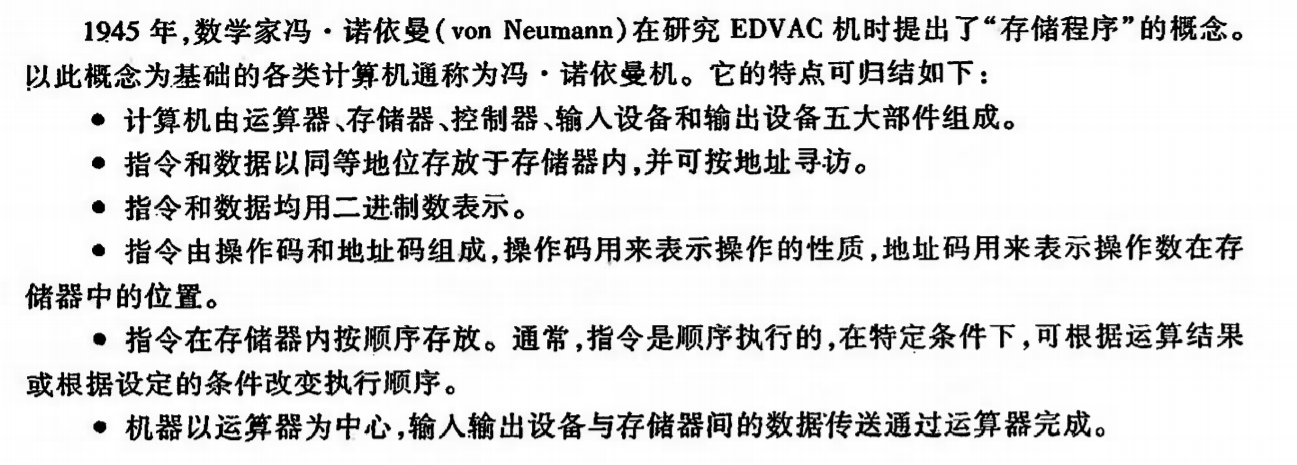 1945 年,数学家冯·诺依曼(von Neumann)在研究 EDVAC 机时提出了“存储程序”的概念。
以此概念为基础的各类计算机通称为冯·诺依曼机。它的特点可归结如下：
● 计算机由运算器、存储器、控制器、输入设备和输出设备五大部件组成。
● 指令和数据以同等地位存放于存储器内,并可按地址寻访。
● 指令和数据均用二进制数表示。
● 指令由操作码和地址码组成,操作码用来表示操作的性质,地址码用来表示操作数在存
储器中的位置。
● 指令在存储器内按顺序存放。通常,指令是顺序执行的,在特定条件下,可根据运算结果
或根据设定的条件改变执行顺序。
● 机器以运算器为中心,输入输出设备与存储器间的数据传送通过运算器完成。